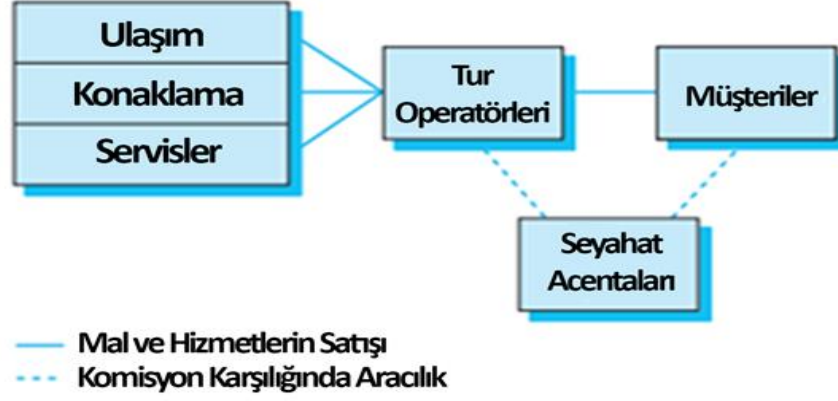 Ulaşım
Konaklama
Servisler
Tur
Operatörleri
Müşteriler
Seyahat
Acentaları
Mal ve Hizmetlerin Satışı
Komisyon Karşılığında Aracılık